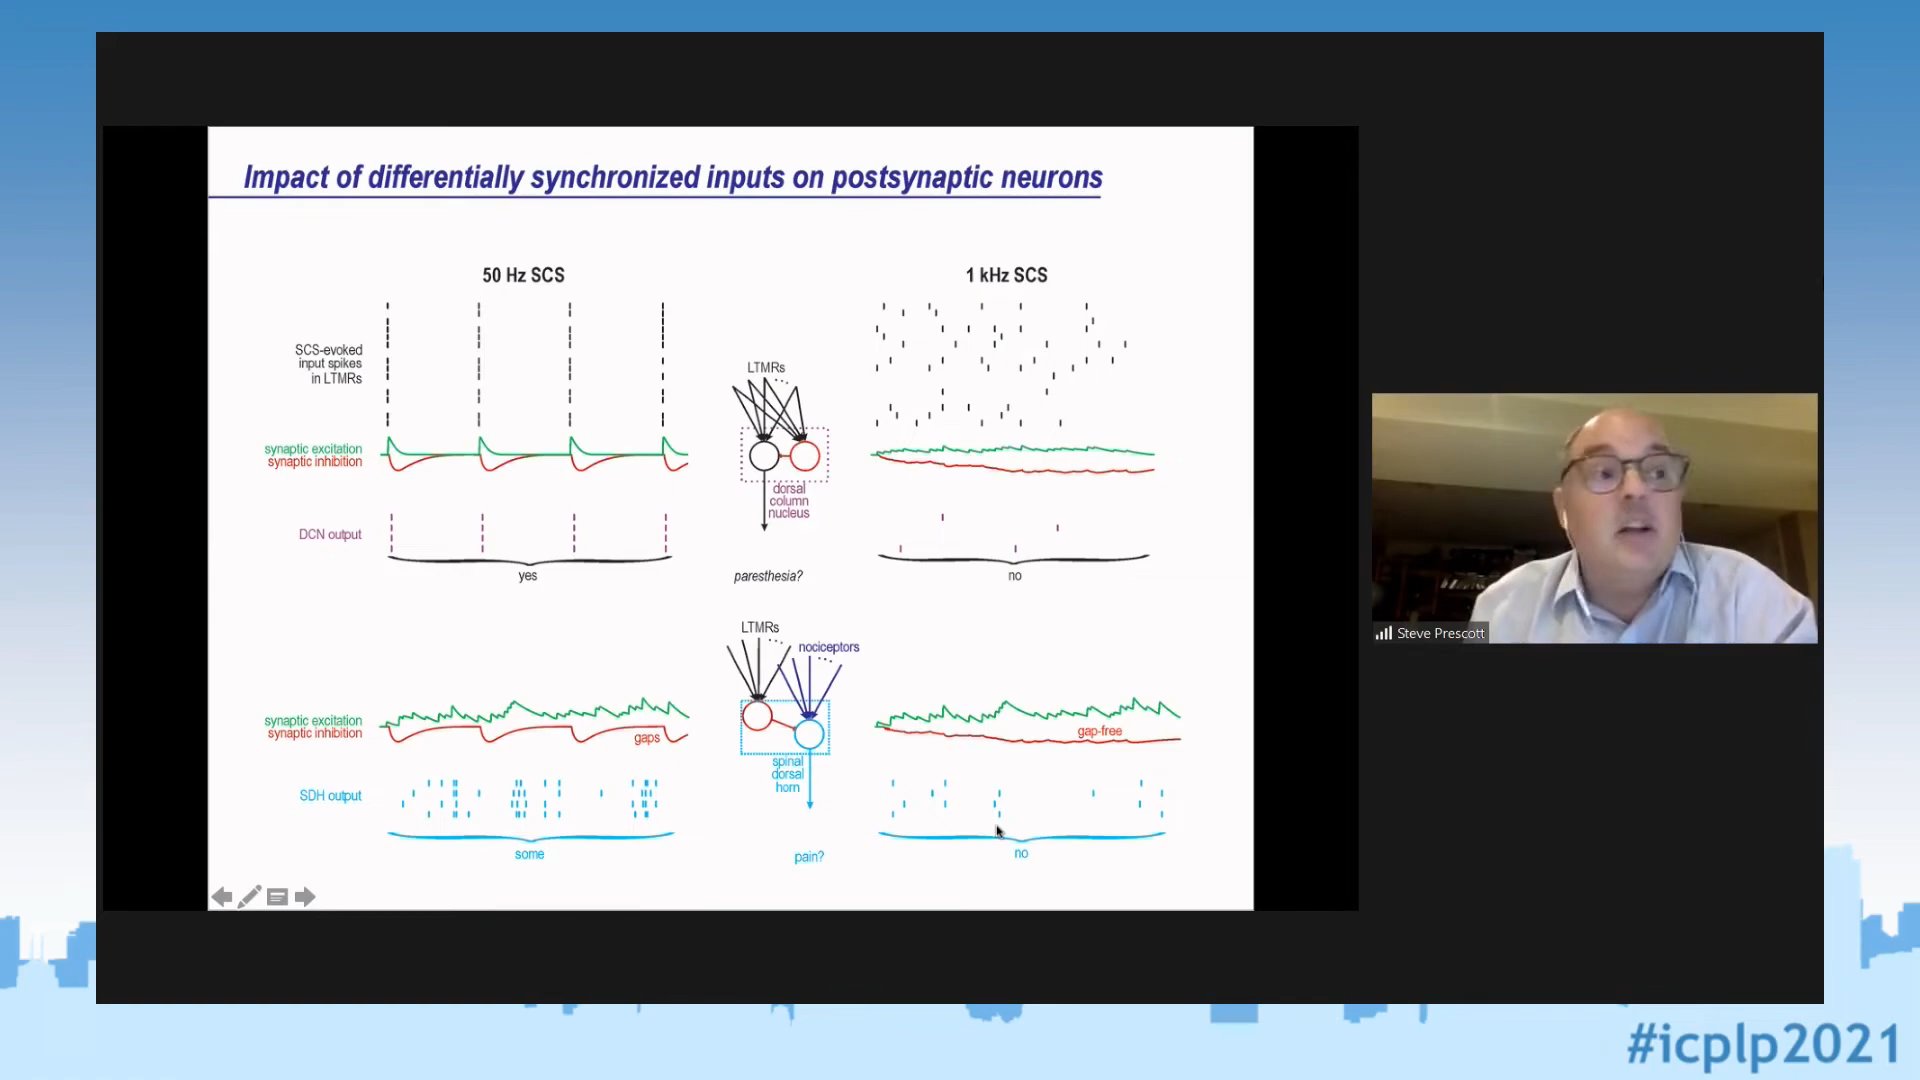 Impact of differentially synchronized inputs on postsynaptic neurons
50 Hz SCS
1 kHz SCS
SCS-evoked
input spikes
in LTMRs
LTMRs
synaptic excitation
synaptic inhibition
dorsal
column
nucleus
DCN output
yes
paresthesia?
no
LTMRs
nociceptors
synaptic excitation
synaptic inhibition
gaps
gap-free
spinal
dorsal
horn
SDH output
some
pain?
no
Steve Prescott
#icplp2021